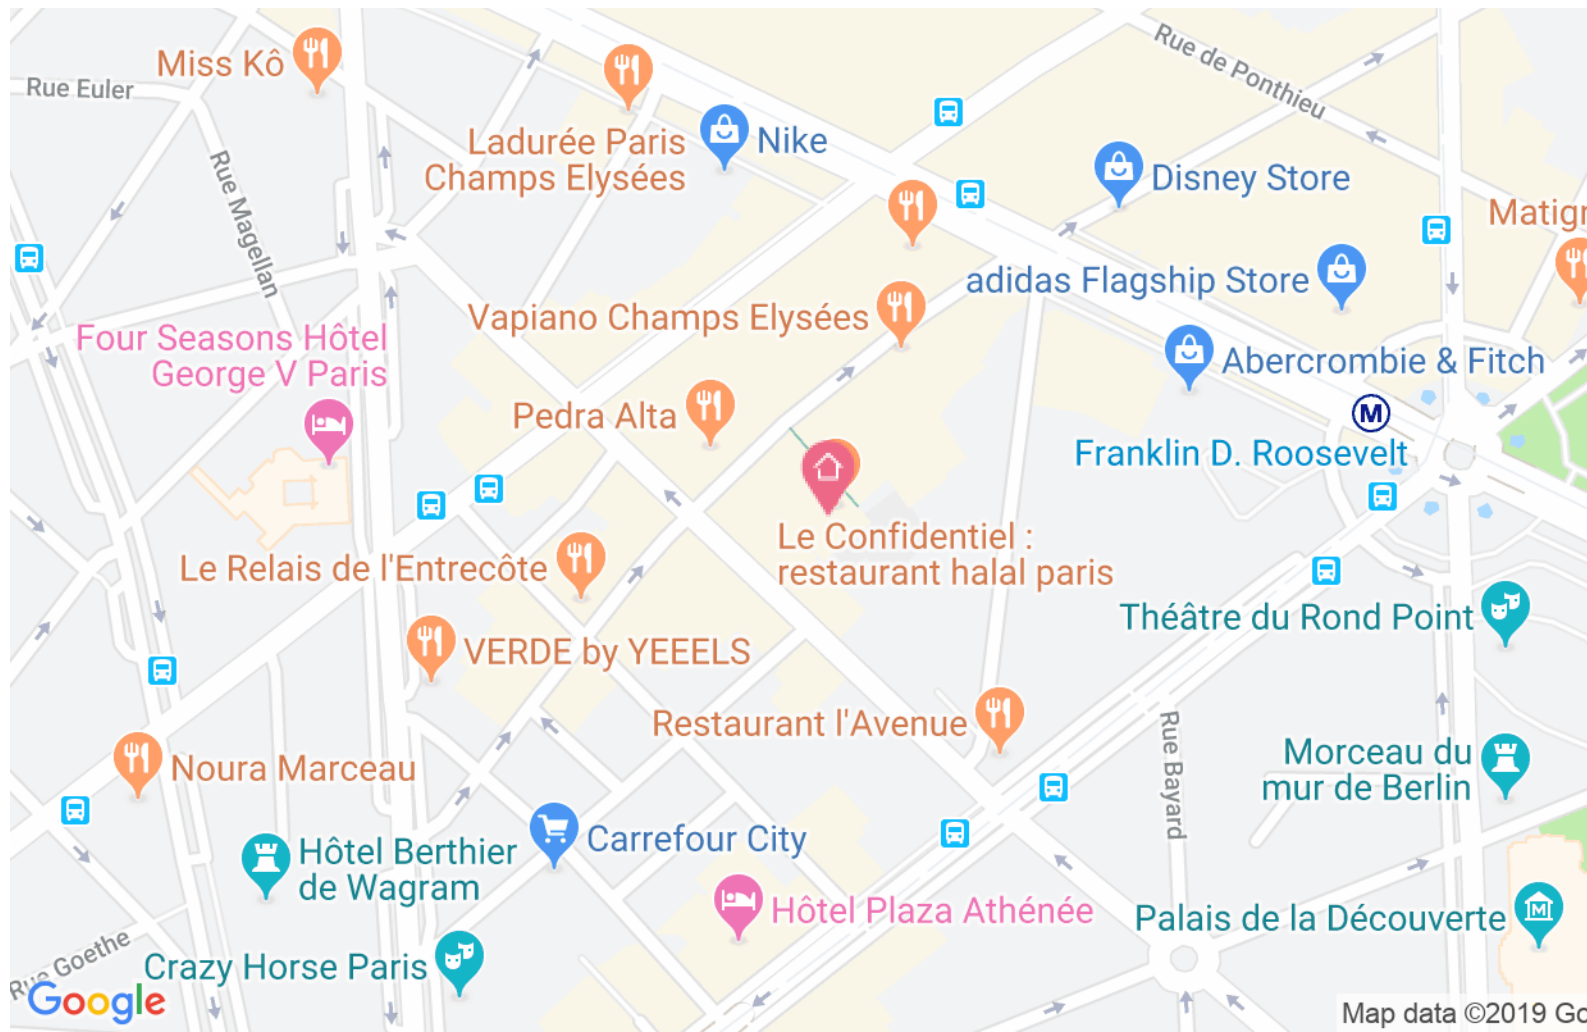 Miss Kô
Rue Euler
Rue de Ponthieu
Ladurée Paris
Champs Elysées
Nike
Disney Store
Rue Magellan
Matigr
adidas Flagship Store
Vapiano Champs Elysées
Four Seasons Hôtel
George V Paris
Abercrombie & Fitch
Pedra Alta
M
Franklin D. Roosevelt
Le Confidentiel :
restaurant halal paris
Le Relais de l'Entrecôte
Théâtre du Rond Point
VERDE by YEEELS
Restaurant l'Avenue
Rue Bayard
Noura Marceau
Morceau du
mur de Berlin
Carrefour City
Hôtel Berthier
de Wagram
Hôtel Plaza Athénée
Palais de la Découverte
M
Rue Goethe
Crazy Horse Paris
Google
Map data ©2019 Go